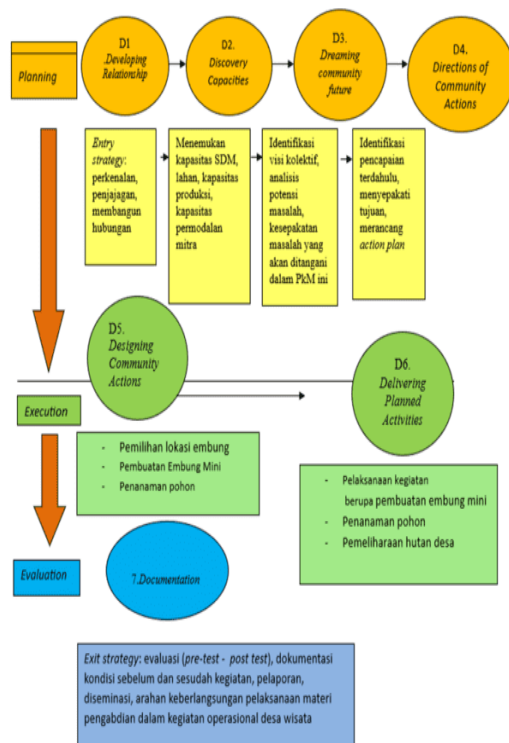 Planning
D1
.Developing
Relationship
D2.
Discovery
Capacities
D3.
Dreaming
community
future
D4.
Directions of
Community
Actions
Entry
strategy:
perkenalan,
penjajagan,
membangun
hubungan
Menemukan
kapasitas SDM,
lahan, kapasitas
produksi,
kapasitas
permodalan
mitra
Identifikasi
visi kolektif,
analisis
potensi
masalah,
kesepakatan
masalah yang
akan ditangani
dalam PkM ini
Identifikasi
pencapaian
terdahulu,
menyepakati
tujuan,
merancang
action plan
Execution
D5.
Designing
Community
Actions
D6.
Delivering
Planned
Activities
- Pemilihan lokasi embung
- Pembuatan Embung Mini
- Penanaman pohon
- Pelaksanaan kegiatan
berupa pembuatan embung mini
- Penanaman pohon
- Pemeliharaan hutan desa
Evaluation
7.Documentation
Exit strategy: evaluasi (pre-test - post test), dokumentasi
kondisi sebelum dan sesudah kegiatan, pelaporan,
diseminasi, arahan keberlangsungan pelaksanaan materi
pengabdian dalam kegiatan operasional desa wisata